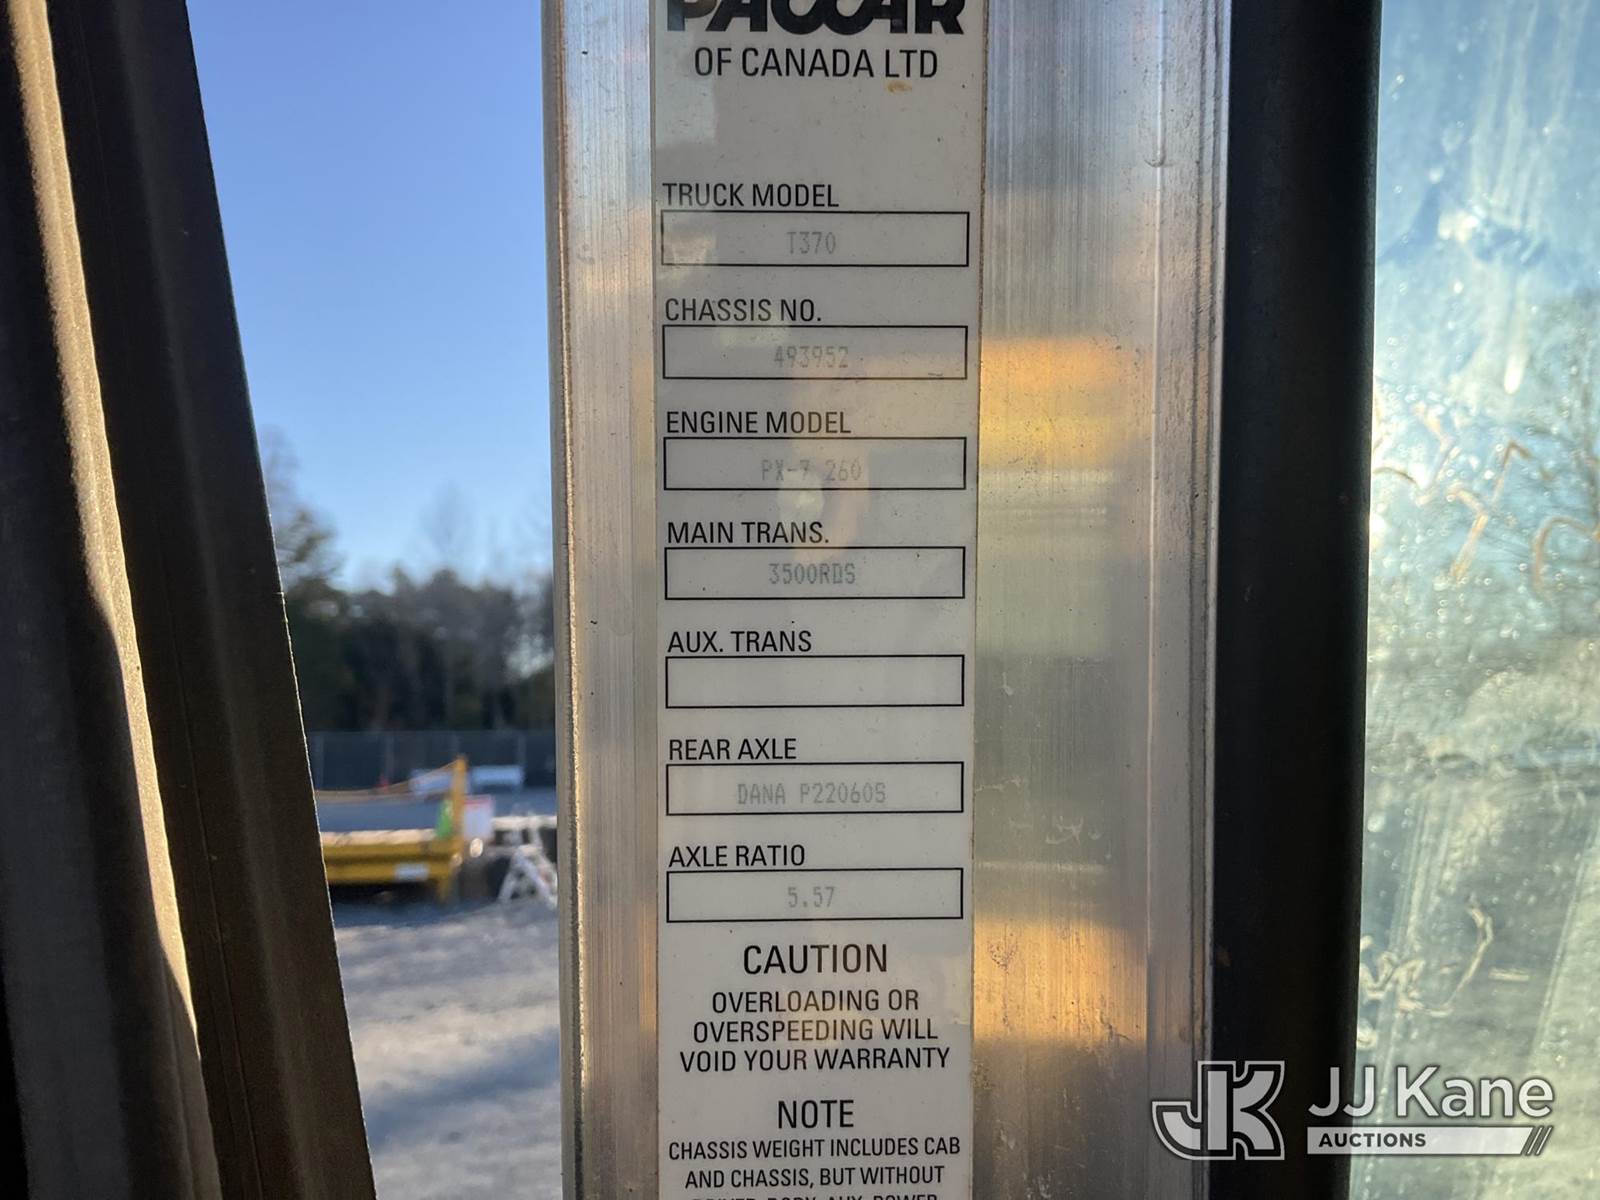 PACCAR
OF CANADA LTD
TRUCK MODEL
T370
CHASSIS NO.
493952
ENGINE MODEL
PX-7 260
MAIN TRANS.
3500RDS
AUX. TRANS
REAR AXLE
DANA P22060S
AXLE RATIO
5.57
CAUTION
OVERLOADING OR
OVERSPEEDING WILL
VOID YOUR WARRANTY
NOTE
CHASSIS WEIGHT INCLUDES CAB
AND CHASSIS, BUT WITHOUT
JK JJ Kane
AUCTIONS